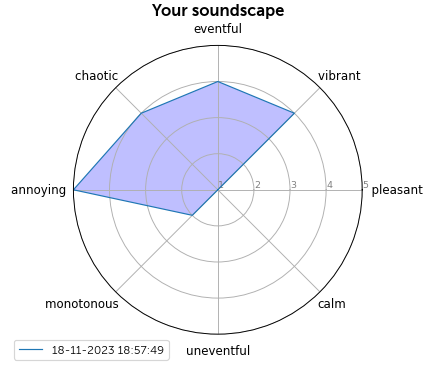 Your soundscape
eventful
chaotic
vibrant
annoying
1
2
3
4
5
pleasant
monotonous
calm
uneventful
18-11-2023 18:57:49